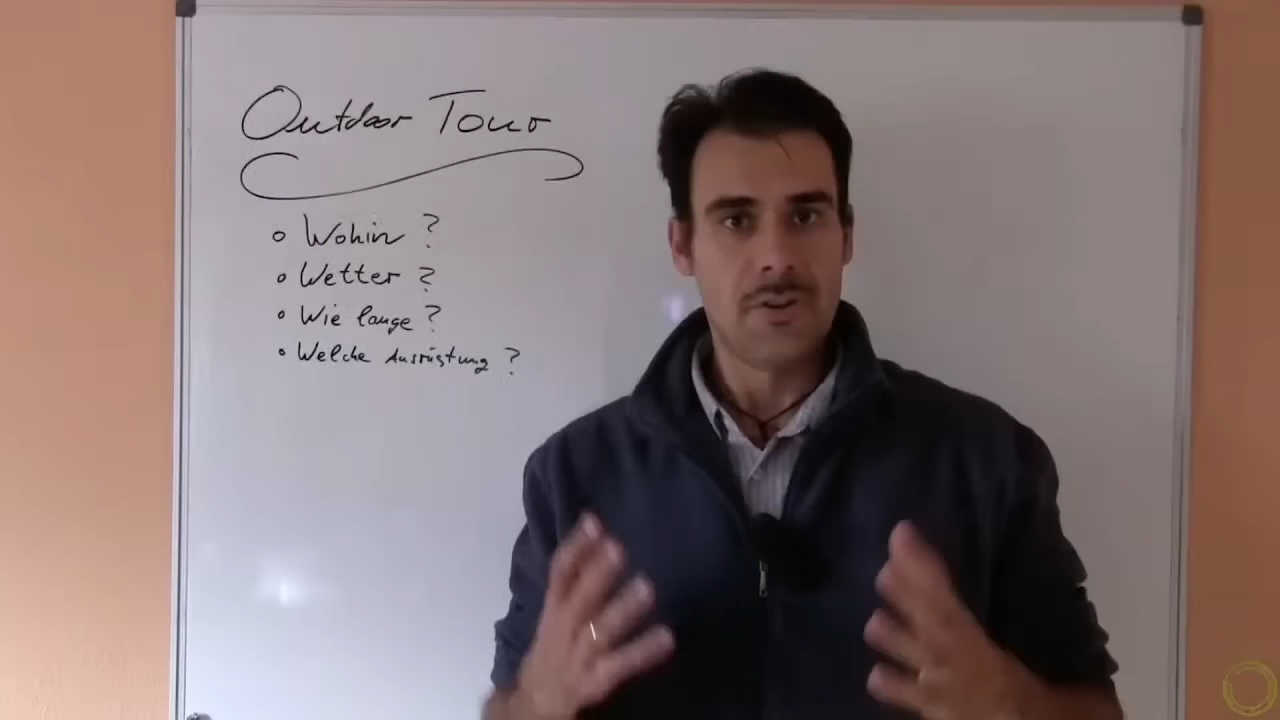 Outdoor Tour
Wohin ?
Wetter ?
Wie lange ?
Welche Ausrüstung ?